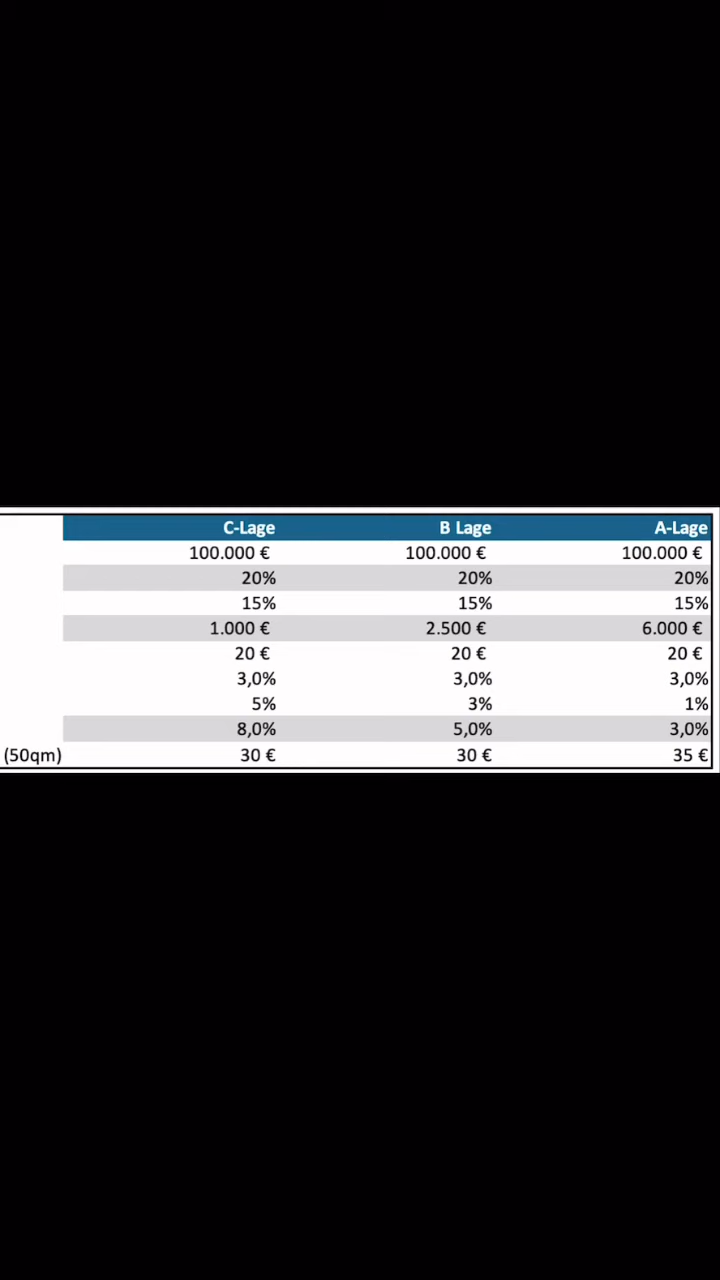 C-Lage B Lage A-Lage
100.000 € 100.000 € 100.000 €
20% 20% 20%
15% 15% 15%
1.000 € 2.500 € 6.000 €
20 € 20 € 20 €
3,0% 3,0% 3,0%
5% 3% 1%
8,0% 5,0% 3,0%
(50qm) 30 € 30 € 35 €